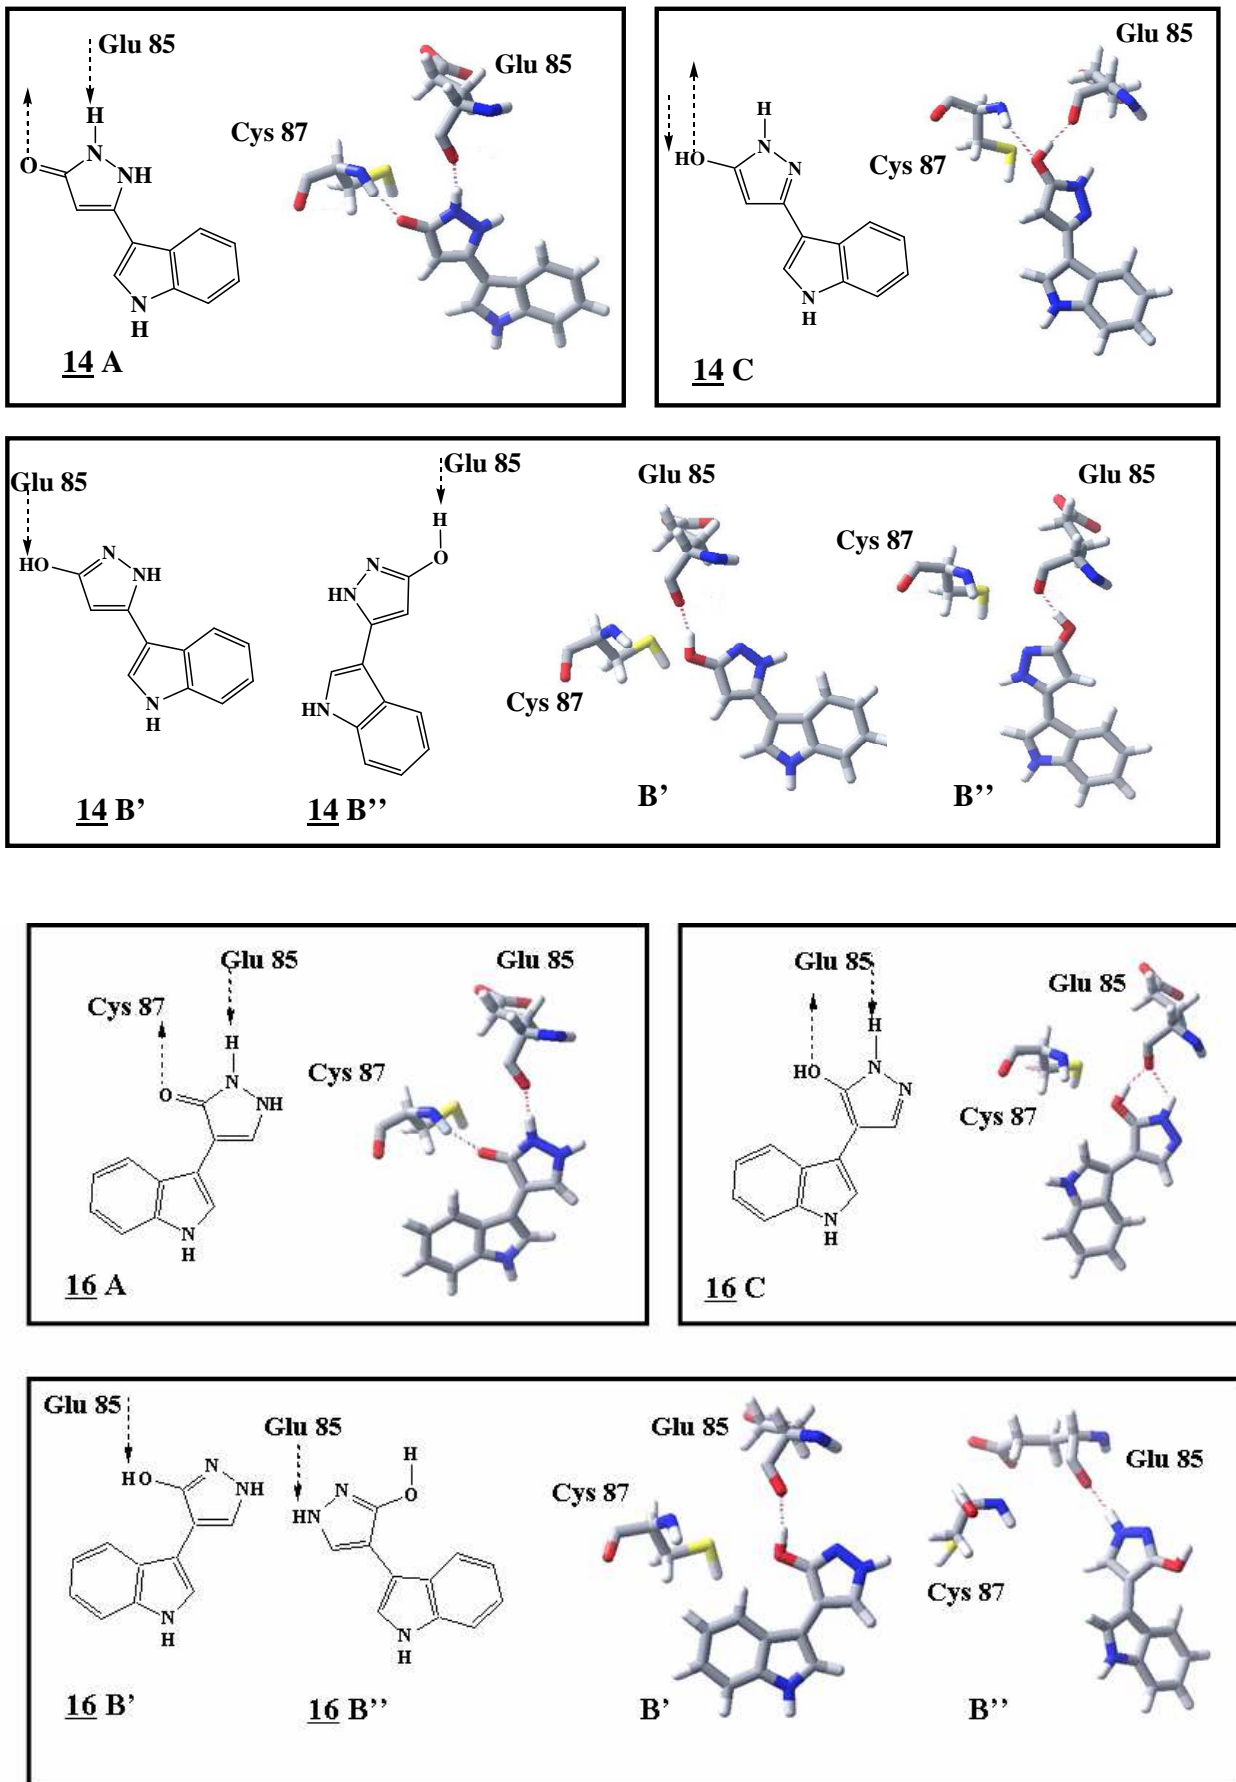 Glu 85
H
N
O
NH
N
H
14 A
Glu 85
Cys 87
H
N
HO
N
N
H
14 C
Glu 85
Cys 87
Glu 85
HO
N
NH
N
H
14 B’
Glu 85
H
O
N
HN
HN
14 B’’
Glu 85
Cys 87
B’
Glu 85
Cys 87
B’’
Glu 85
Cys 87
H
N
O
NH
N
H
16 A
Glu 85
Cys 87
Glu 85
H
N
HO
N
N
H
16 C
Glu 85
Cys 87
Glu 85
HO
N
NH
N
H
16 B’
Glu 85
H
O
N
HN
N
H
16 B’’
Glu 85
Cys 87
B’
Glu 85
Cys 87
B’’